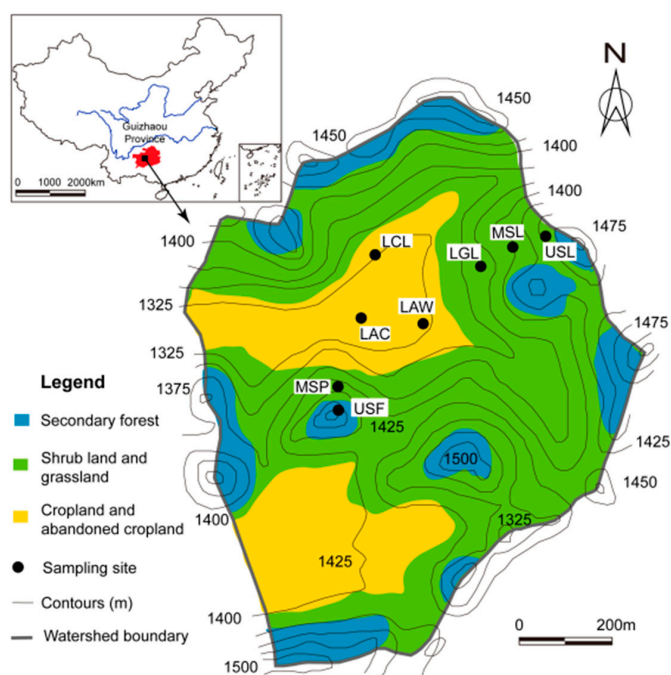 Guizhaou
Province
0 1000 2000km
N
1450
1450
1400
1400
1475
1400
LCL
MSL
LGL
USL
1325
LAW
LAC
1475
1325
1375
MSP
USF
1425
1425
1500
1450
1400
1325
1425
1400
1500
Legend
Secondary forest
Shrub land and
grassland
Cropland and
abandoned cropland
Sampling site
Contours (m)
Watershed boundary
0 200m